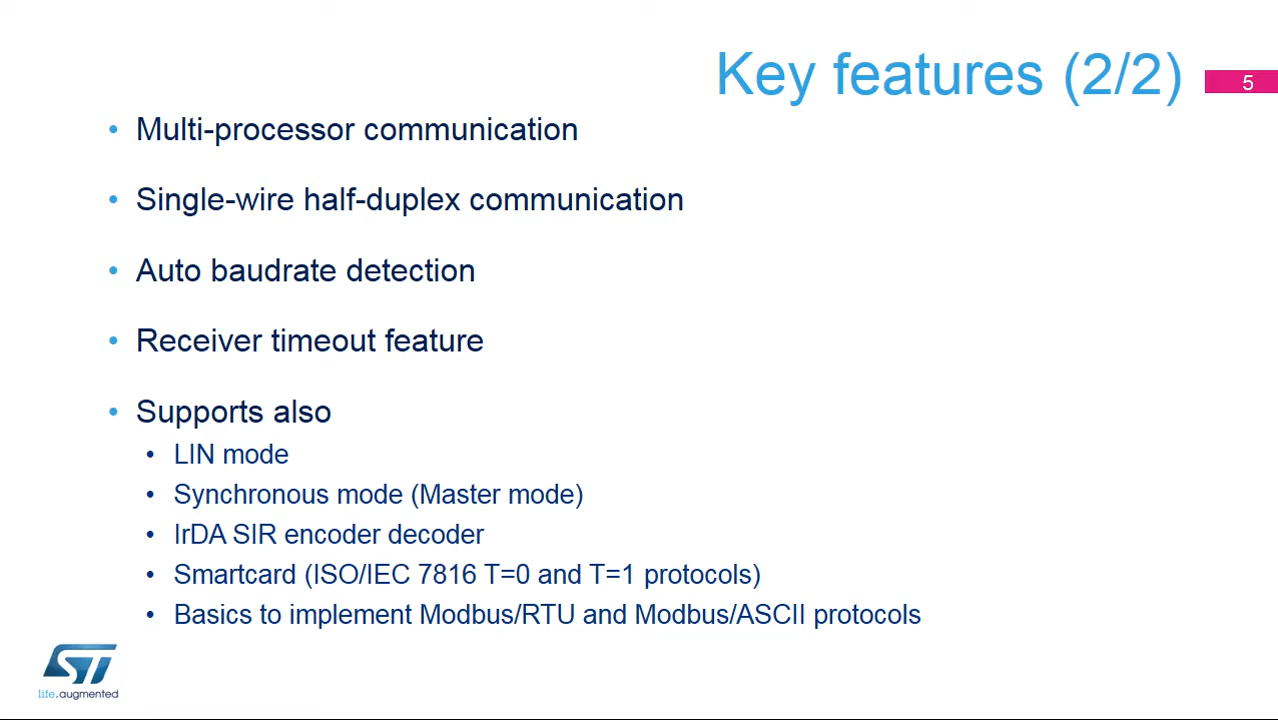 Key features (2/2)
5
• Multi-processor communication
• Single-wire half-duplex communication
• Auto baudrate detection
• Receiver timeout feature
• Supports also
• LIN mode
• Synchronous mode (Master mode)
• IrDA SIR encoder decoder
• Smartcard (ISO/IEC 7816 T=0 and T=1 protocols)
• Basics to implement Modbus/RTU and Modbus/ASCII protocols
ST
life.augmented